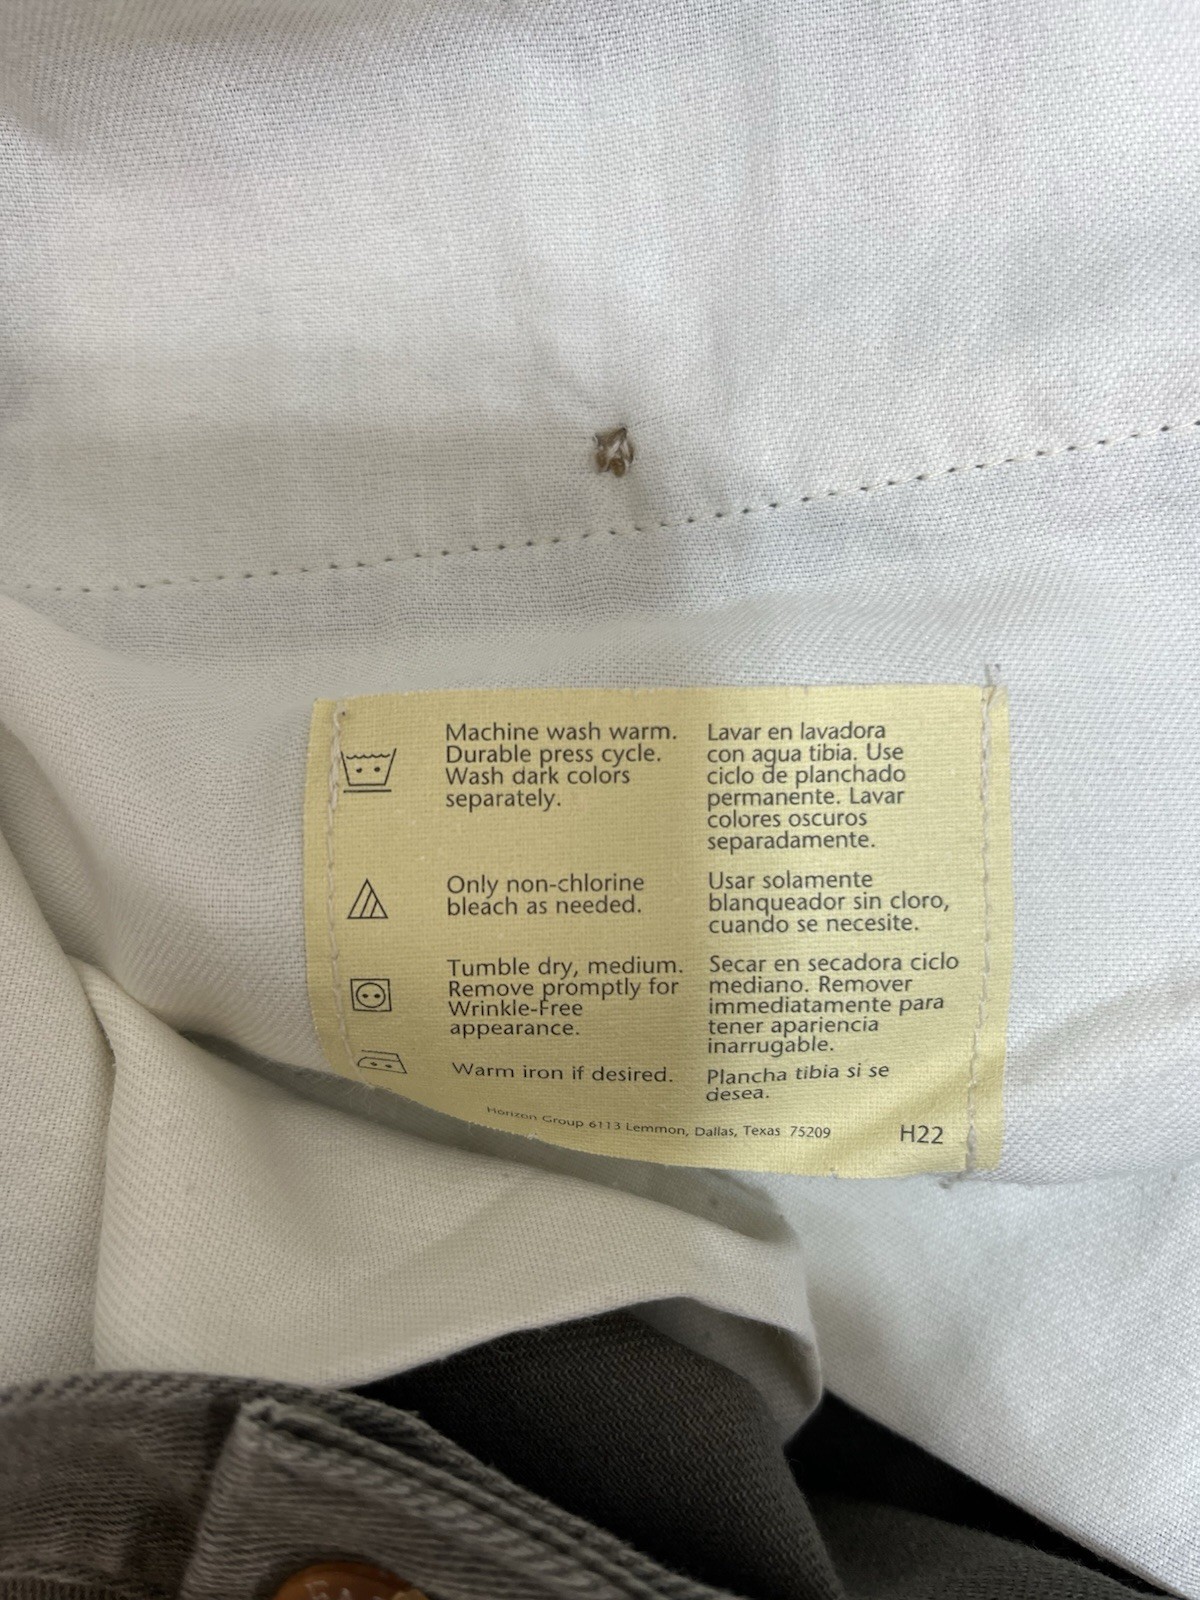 Machine wash warm.
Durable press cycle.
Wash dark colors
separately.
Lavar en lavadora
con agua tibia. Use
ciclo de planchado
permanente. Lavar
colores oscuros
separadamente.
Only non-chlorine
bleach as needed.
Usar solamente
blanqueador sin cloro,
cuando se necesite.
Tumble dry, medium.
Remove promptly for
Wrinkle-Free
appearance.
Secar en secadora ciclo
mediano. Remover
immediatamente para
tener apariencia
inarrugable.
Warm iron if desired.
Plancha tibia si se
desea.
Horizon Group 6113 Lemmon, Dallas, Texas 75209
H22